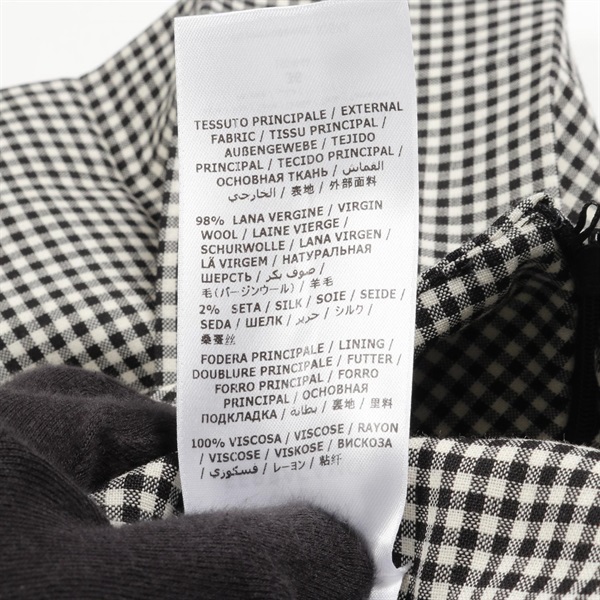 TESSUTO PRINCIPALE / EXTERNAL
FABRIC / TISSU PRINCIPAL /
AUßENGEWEBE / TEJIDO
PRINCIPAL / TECIDO PRINCIPAL /
ОСНОВНАЯ ТКАНЬ / القماش
الخارجي / 表地 / 外部面料
98% LANA VERGINE / VIRGIN
WOOL / LAINE VIERGE /
SCHURWOLLE / LANA VIRGEN /
LÃ VIRGEM / НАТУРАЛЬНАЯ
ШЕРСТЬ / صوف بكر /
毛(バージンウール) / 羊毛
2% SETA / SILK / SOIE / SEIDE /
SEDA / ШЕЛК / حرير / シルク /
桑蚕丝
FODERA PRINCIPALE / LINING /
DOUBLURE PRINCIPALE / FUTTER /
FORRO PRINCIPAL / FORRO
PRINCIPAL / ОСНОВНАЯ
ПОДКЛАДКА / بطانة / 裏地 / 里料
100% VISCOSA / VISCOSE / RAYON
/ VISCOSE / VISKOSE / ВИСКОЗА
/ فسكوزي / レーヨン / 粘纤